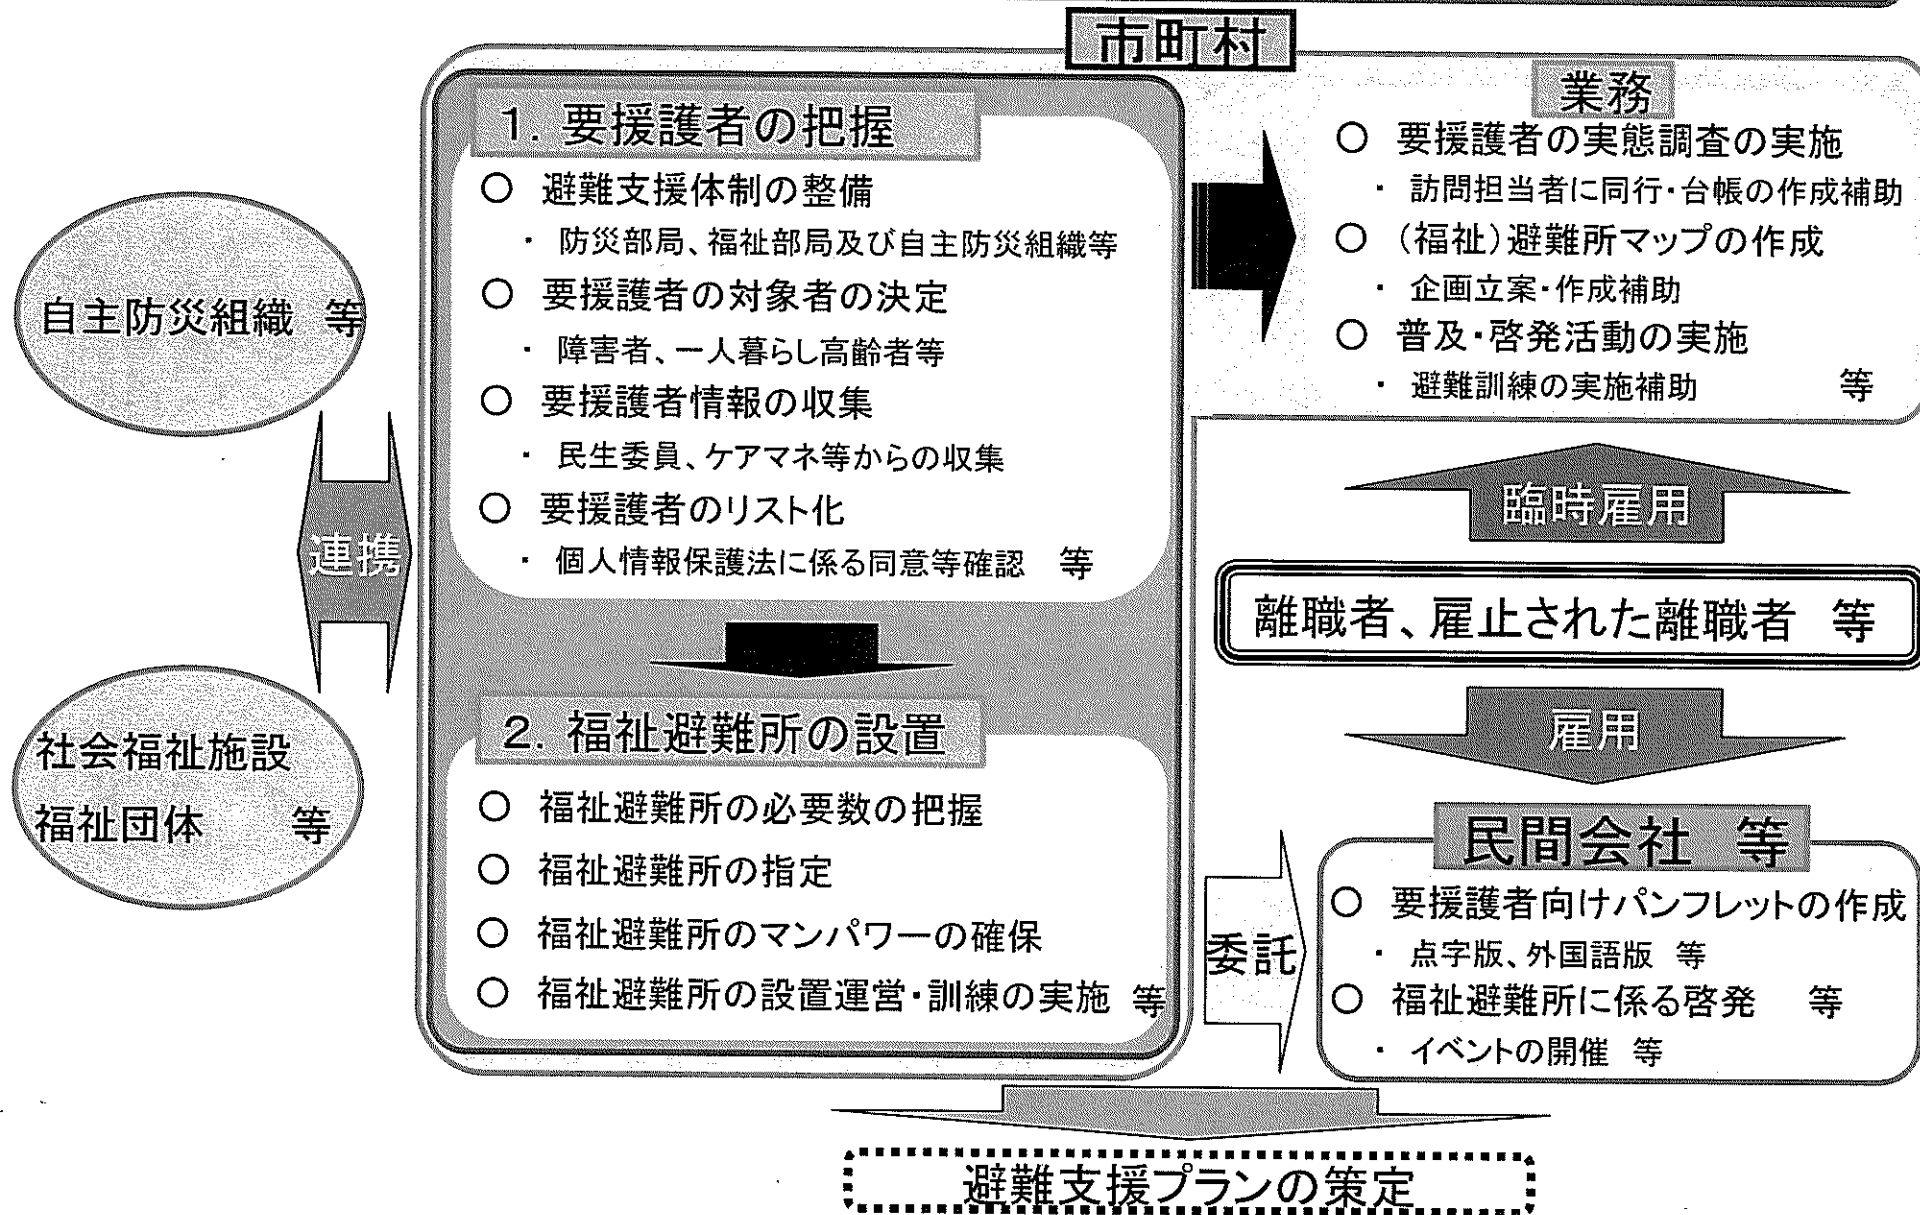 市町村
1. 要援護者の把握
○ 避難支援体制の整備
・ 防災部局、福祉部局及び自主防災組織等
○ 要援護者の対象者の決定
・ 障害者、一人暮らし高齢者等
○ 要援護者情報の収集
・ 民生委員、ケアマネ等からの収集
○ 要援護者のリスト化
・ 個人情報保護法に係る同意等確認 等
2. 福祉避難所の設置
○ 福祉避難所の必要数の把握
○ 福祉避難所の指定
○ 福祉避難所のマンパワーの確保
○ 福祉避難所の設置運営・訓練の実施 等
自主防災組織 等
連携
社会福祉施設
福祉団体 等
業務
○ 要援護者の実態調査の実施
・ 訪問担当者に同行・台帳の作成補助
○ (福祉)避難所マップの作成
・ 企画立案・作成補助
○ 普及・啓発活動の実施
・ 避難訓練の実施補助 等
臨時雇用
離職者、雇止された離職者 等
雇用
民間会社 等
委託
○ 要援護者向けパンフレットの作成
・ 点字版、外国語版 等
○ 福祉避難所に係る啓発 等
・ イベントの開催 等
避難支援プランの策定